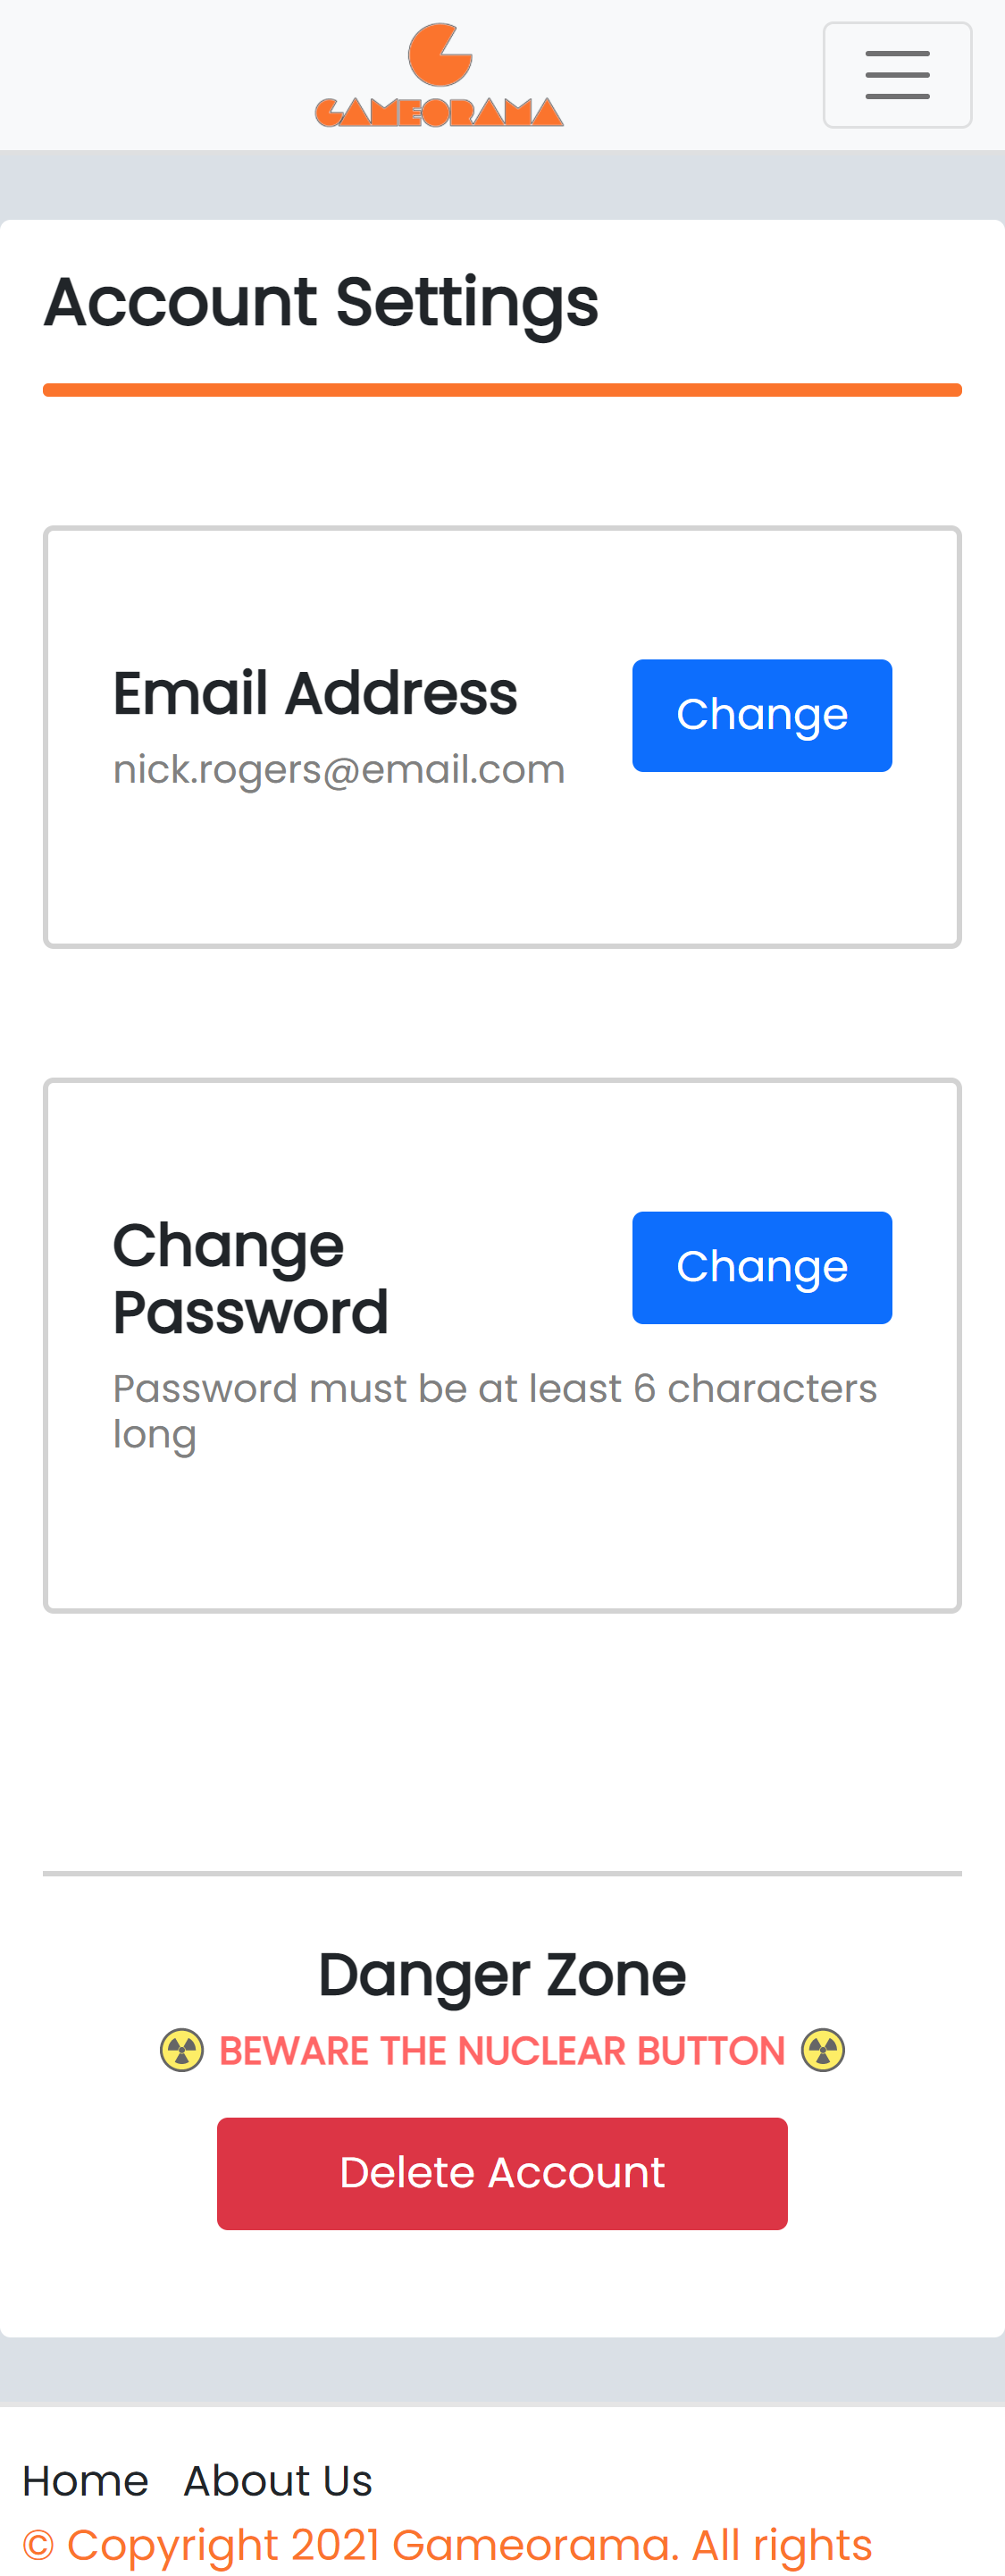 GAMEORAMA
Account Settings
Email Address
Change
nick.rogers@email.com
Change
Password
Change
Password must be at least 6 characters
long
Danger Zone
☢ BEWARE THE NUCLEAR BUTTON ☢
Delete Account
Home About Us
© Copyright 2021 Gameorama. All rights